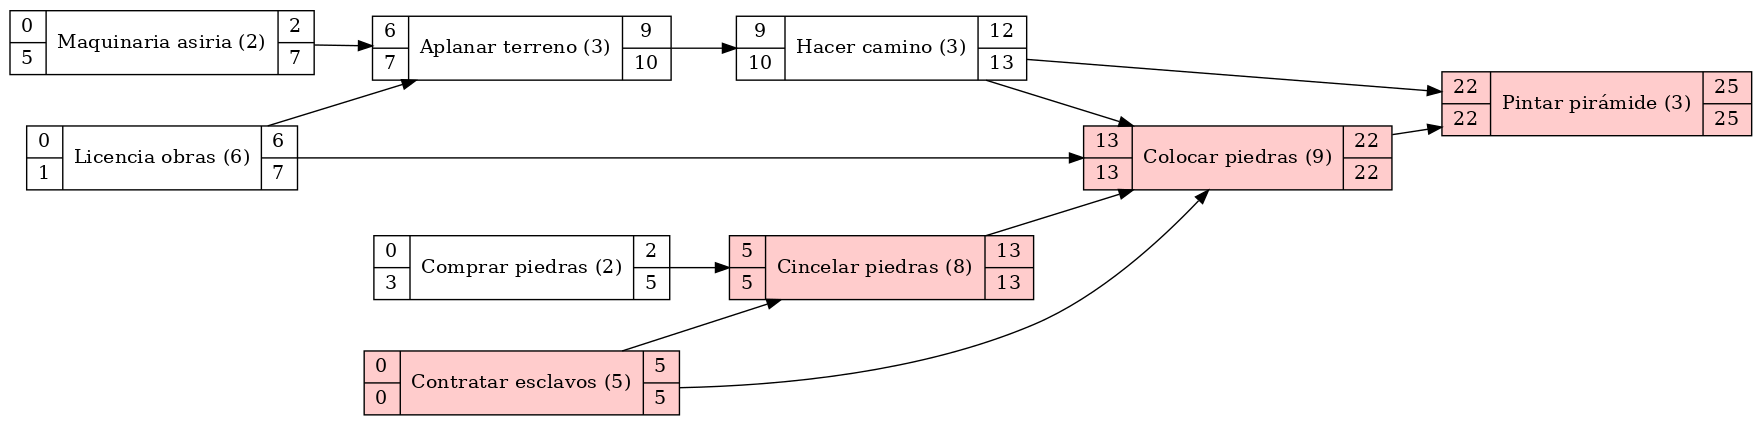 0 2
Maquinaria asiria (2)
5 7
6 9
Aplanar terreno (3)
7 10
9 12
Hacer camino (3)
10 13
22 25
Pintar pirámide (3)
22 25
0 6
Licencia obras (6)
1 7
13 22
Colocar piedras (9)
13 22
0 2
Comprar piedras (2)
3 5
5 13
Cincelar piedras (8)
5 13
0 5
Contratar esclavos (5)
0 5